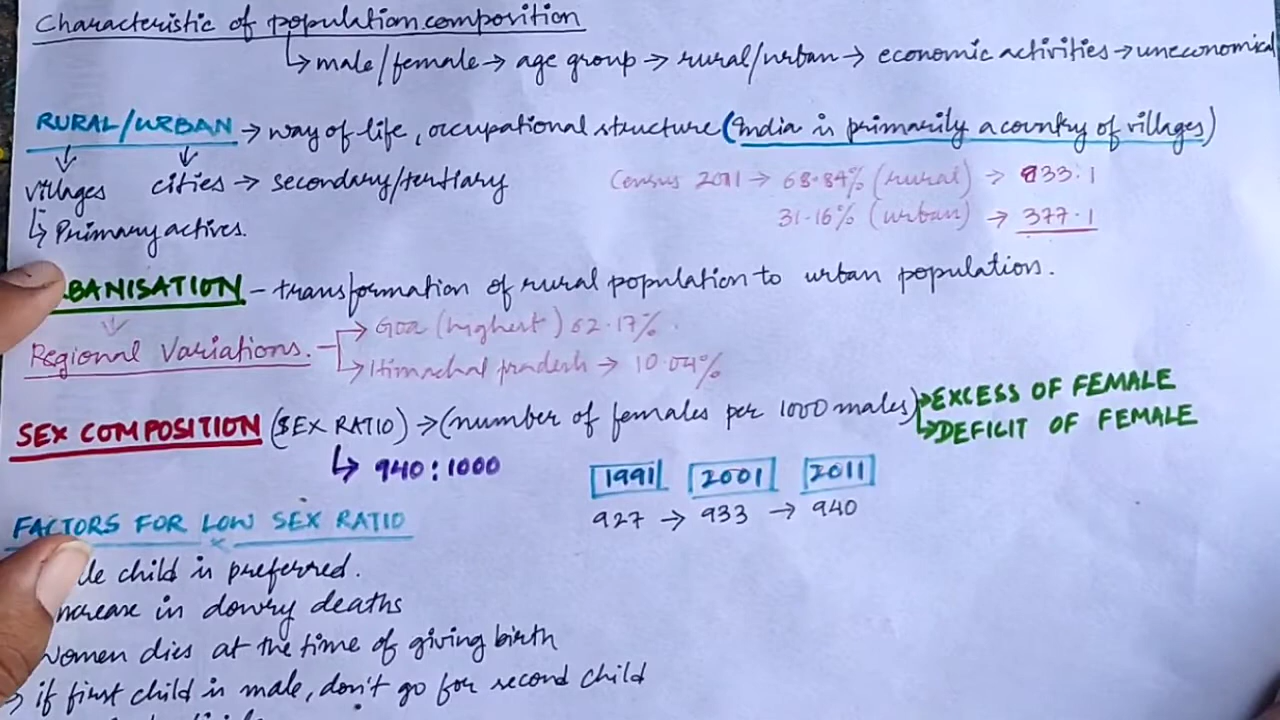 Characteristic of population composition
↳ male/female → age group → rural/urban → economic activities → uneconomical
RURAL/URBAN → way of life, occupational structure (India is primarily a country of villages)
villages cities → secondary/tertiary
↳ Primary actives.
Census 2011 → 68.84% (rural) → 833.1
31.16% (urban) → 377.1
BANISATION – transformation of rural population to urban population.
Regional Variations. → Goa (highest) 62.17%.
→ Himachal pradesh → 10.04%
SEX COMPOSITION (SEX RATIO) → (number of females per 1000 males) → EXCESS OF FEMALE
→ DEFICIT OF FEMALE
↳ 940:1000
1991 2001 2011
927 → 933 → 940
FACTORS FOR LOW SEX RATIO
child is preferred.
increase in dowry deaths
women dies at the time of giving birth
→ if first child is male, don't go for second child